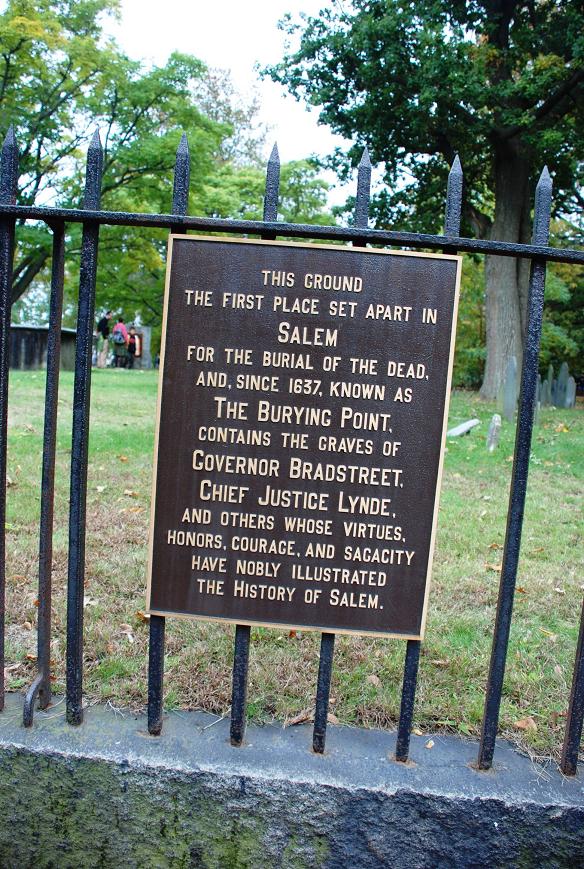 THIS GROUND
THE FIRST PLACE SET APART IN
SALEM
FOR THE BURIAL OF THE DEAD,
AND, SINCE 1637, KNOWN AS
THE BURYING POINT,
CONTAINS THE GRAVES OF
GOVERNOR BRADSTREET,
CHIEF JUSTICE LYNDE,
AND OTHERS WHOSE VIRTUES,
HONORS, COURAGE, AND SAGACITY
HAVE NOBLY ILLUSTRATED
THE HISTORY OF SALEM.